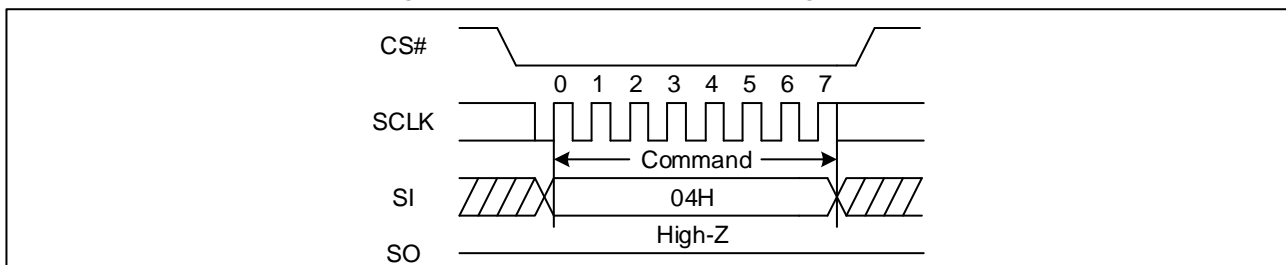 CS#
0 1 2 3 4 5 6 7
SCLK
Command
SI 04H
High-Z
SO